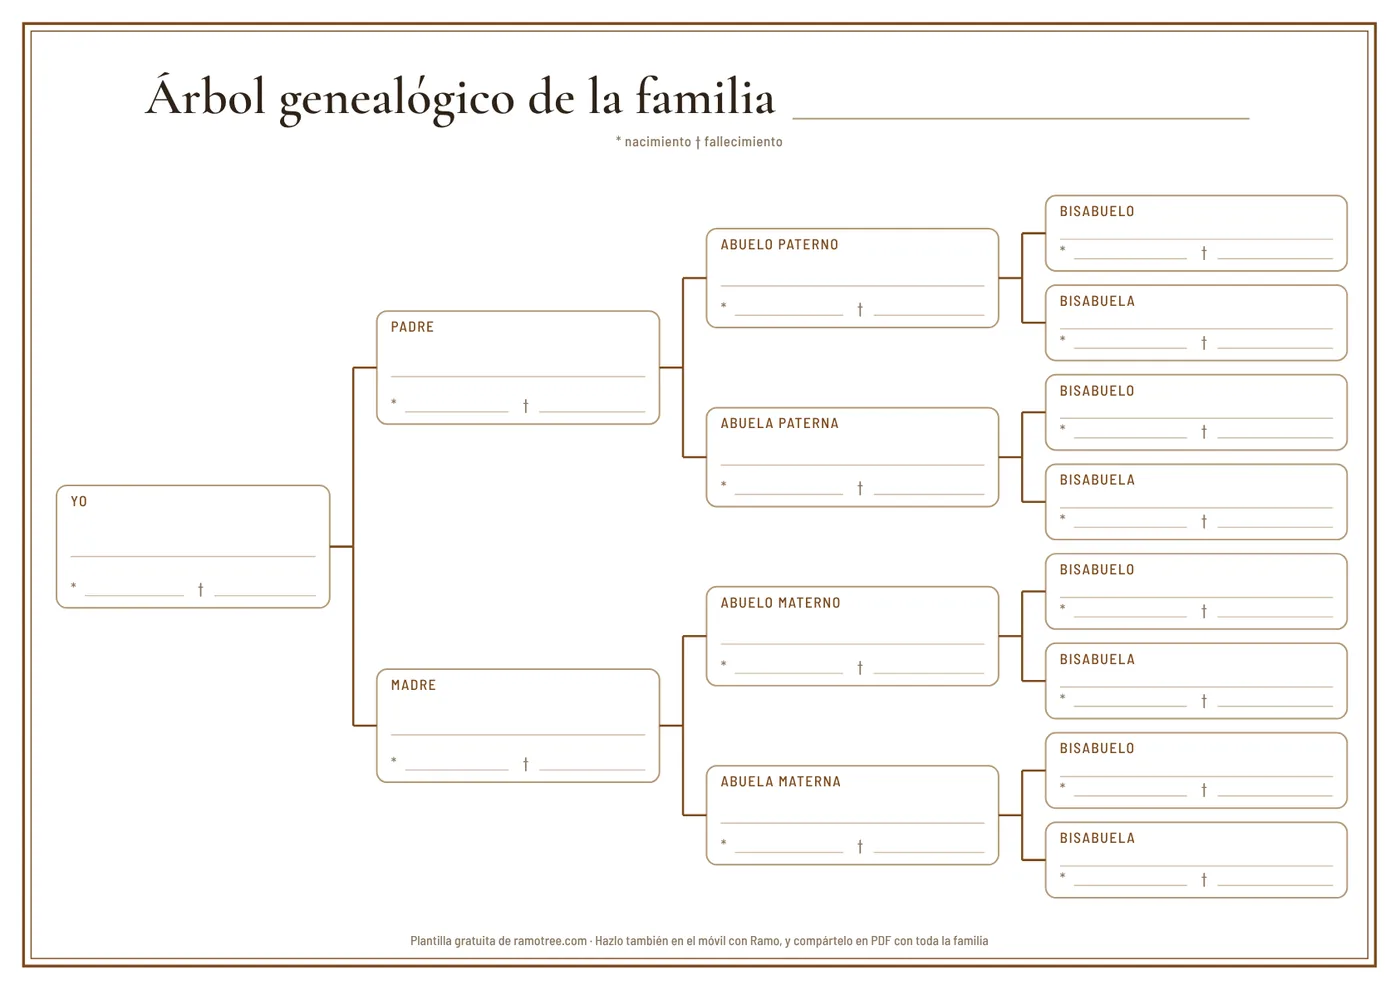 Árbol genealógico de la familia
* nacimiento † fallecimiento
YO
* †
PADRE
* †
MADRE
* †
ABUELO PATERNO
* †
ABUELA PATERNA
* †
ABUELO MATERNO
* †
ABUELA MATERNA
* †
BISABUELO
* †
BISABUELA
* †
BISABUELO
* †
BISABUELA
* †
BISABUELO
* †
BISABUELA
* †
BISABUELO
* †
BISABUELA
* †
Plantilla gratuita de ramotree.com · Hazlo también en el móvil con Ramo, y compártelo en PDF con toda la familia